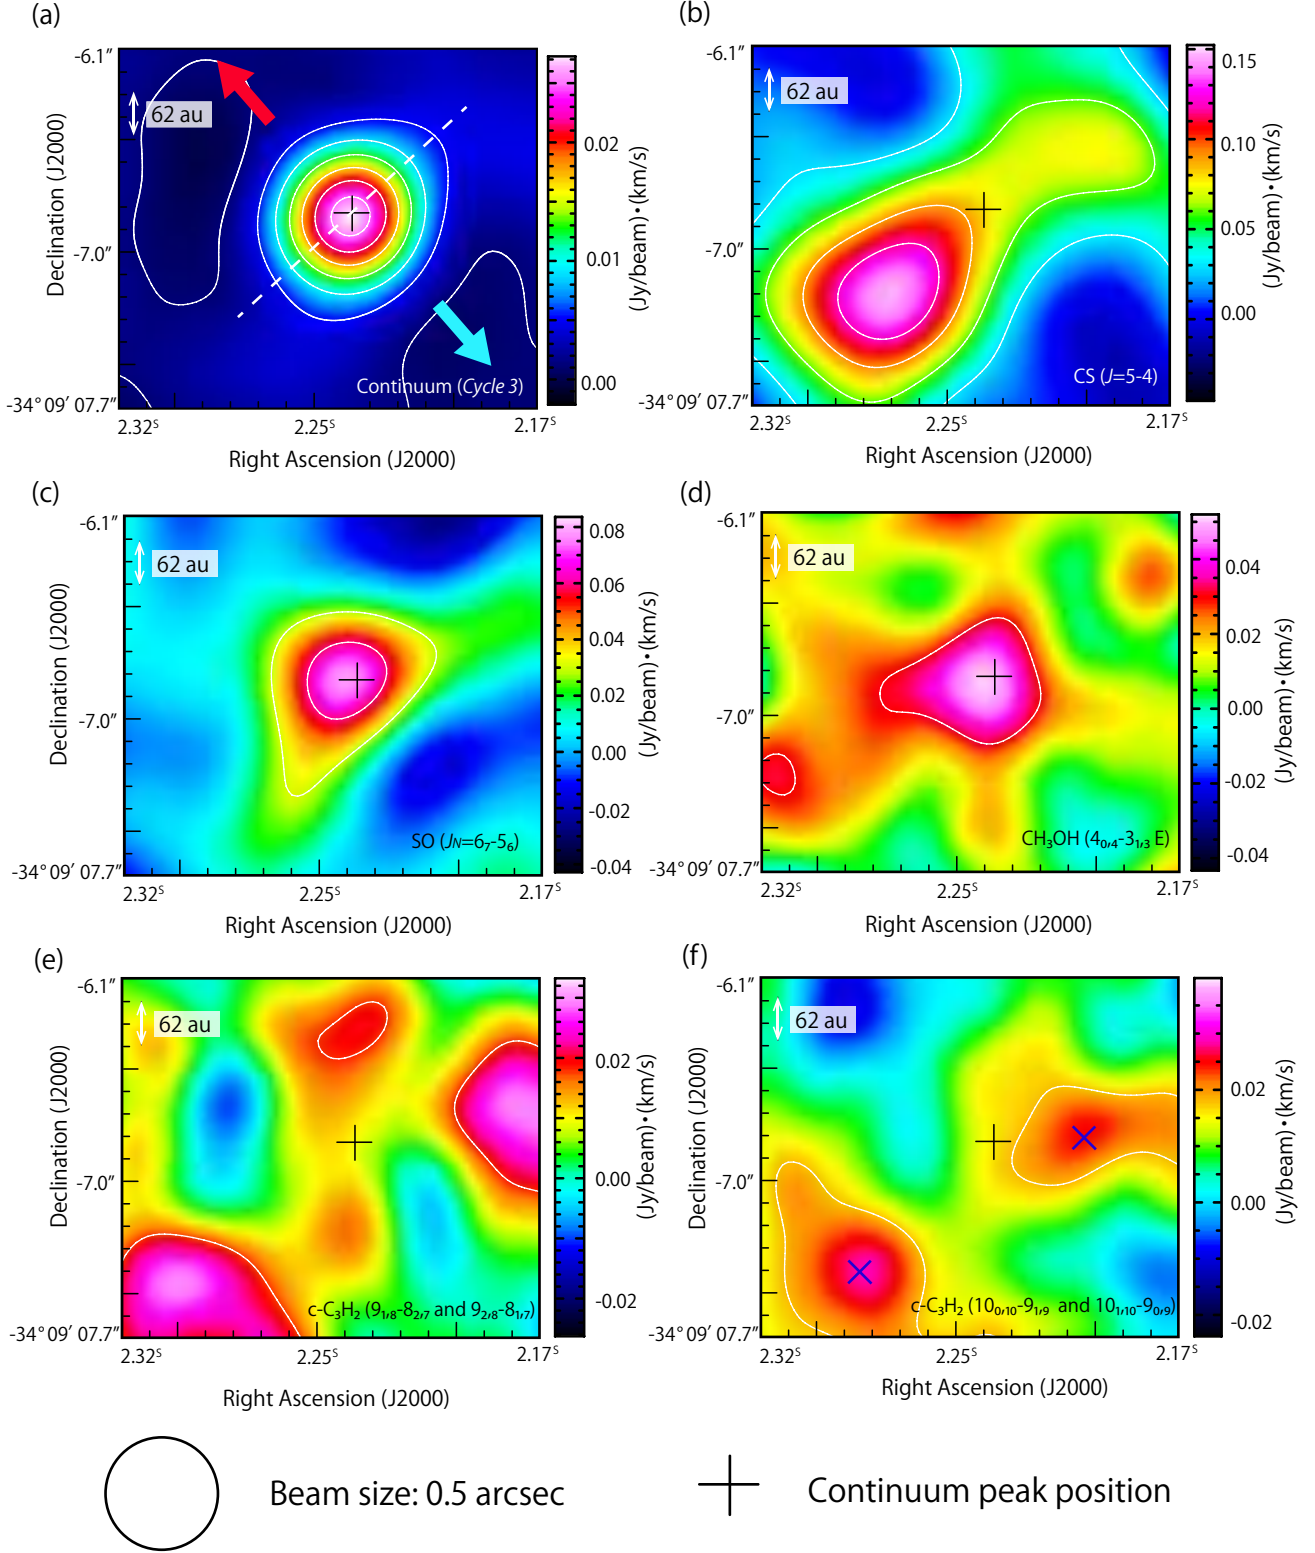 (a)
-6.1″
62 au
Declination (J2000)
-7.0″
-34° 09′ 07.7″
Continuum (Cycle 3)
2.32ˢ
2.25ˢ
2.17ˢ
Right Ascension (J2000)
0.02
0.01
0.00
(Jy/beam)•(km/s)
(b)
-6.1″
62 au
-7.0″
-34° 09′ 07.7″
CS (J=5-4)
2.32ˢ
2.25ˢ
2.17ˢ
Right Ascension (J2000)
0.15
0.10
0.05
0.00
(Jy/beam)•(km/s)
(c)
-6.1″
62 au
Declination (J2000)
-7.0″
-34° 09′ 07.7″
SO (J_N=6₇-5₆)
2.32ˢ
2.25ˢ
2.17ˢ
Right Ascension (J2000)
0.08
0.06
0.04
0.02
0.00
-0.02
-0.04
(Jy/beam)•(km/s)
(d)
-6.1″
62 au
-7.0″
-34° 09′ 07.7″
CH₃OH (4₀,₄-3₁,₃ E)
2.32ˢ
2.25ˢ
2.17ˢ
Right Ascension (J2000)
0.04
0.02
0.00
-0.02
-0.04
(Jy/beam)•(km/s)
(e)
-6.1″
62 au
Declination (J2000)
-7.0″
-34° 09′ 07.7″
c-C₃H₂ (9₁,₈-8₂,₇ and 9₂,₈-8₁,₇)
2.32ˢ
2.25ˢ
2.17ˢ
Right Ascension (J2000)
0.02
0.00
-0.02
(Jy/beam)•(km/s)
(f)
-6.1″
62 au
Declination (J2000)
-7.0″
-34° 09′ 07.7″
c-C₃H₂ (10₀,₁₀-9₁,₉ and 10₁,₁₀-9₀,₉)
2.32ˢ
2.25ˢ
2.17ˢ
Right Ascension (J2000)
0.02
0.00
-0.02
(Jy/beam)•(km/s)
Beam size: 0.5 arcsec
Continuum peak position